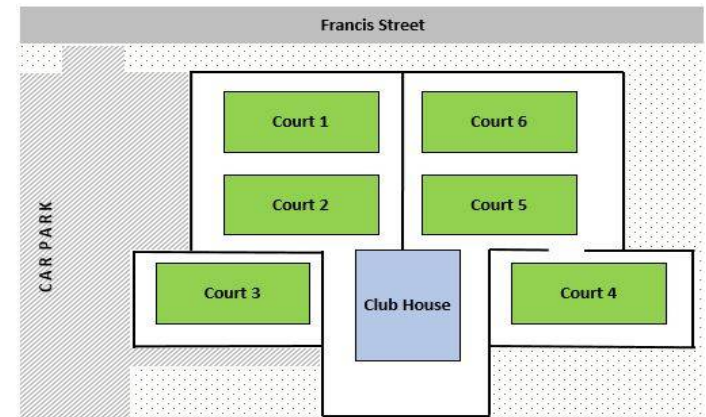 Francis Street
Court 1
Court 6
Court 2
Court 5
CAR PARK
Court 3
Club House
Court 4